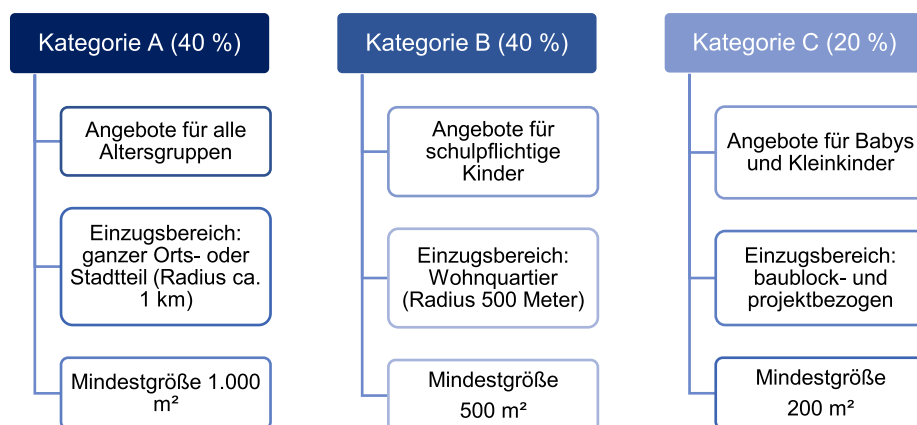 Kategorie A (40 %)
Angebote für alle
Altersgruppen
Einzugsbereich:
ganzer Orts- oder
Stadtteil (Radius ca.
1 km)
Mindestgröße 1.000
m²
Kategorie B (40 %)
Angebote für
schulpflichtige
Kinder
Einzugsbereich:
Wohnquartier
(Radius 500 Meter)
Mindestgröße
500 m²
Kategorie C (20 %)
Angebote für Babys
und Kleinkinder
Einzugsbereich:
baublock- und
projektbezogen
Mindestgröße
200 m²